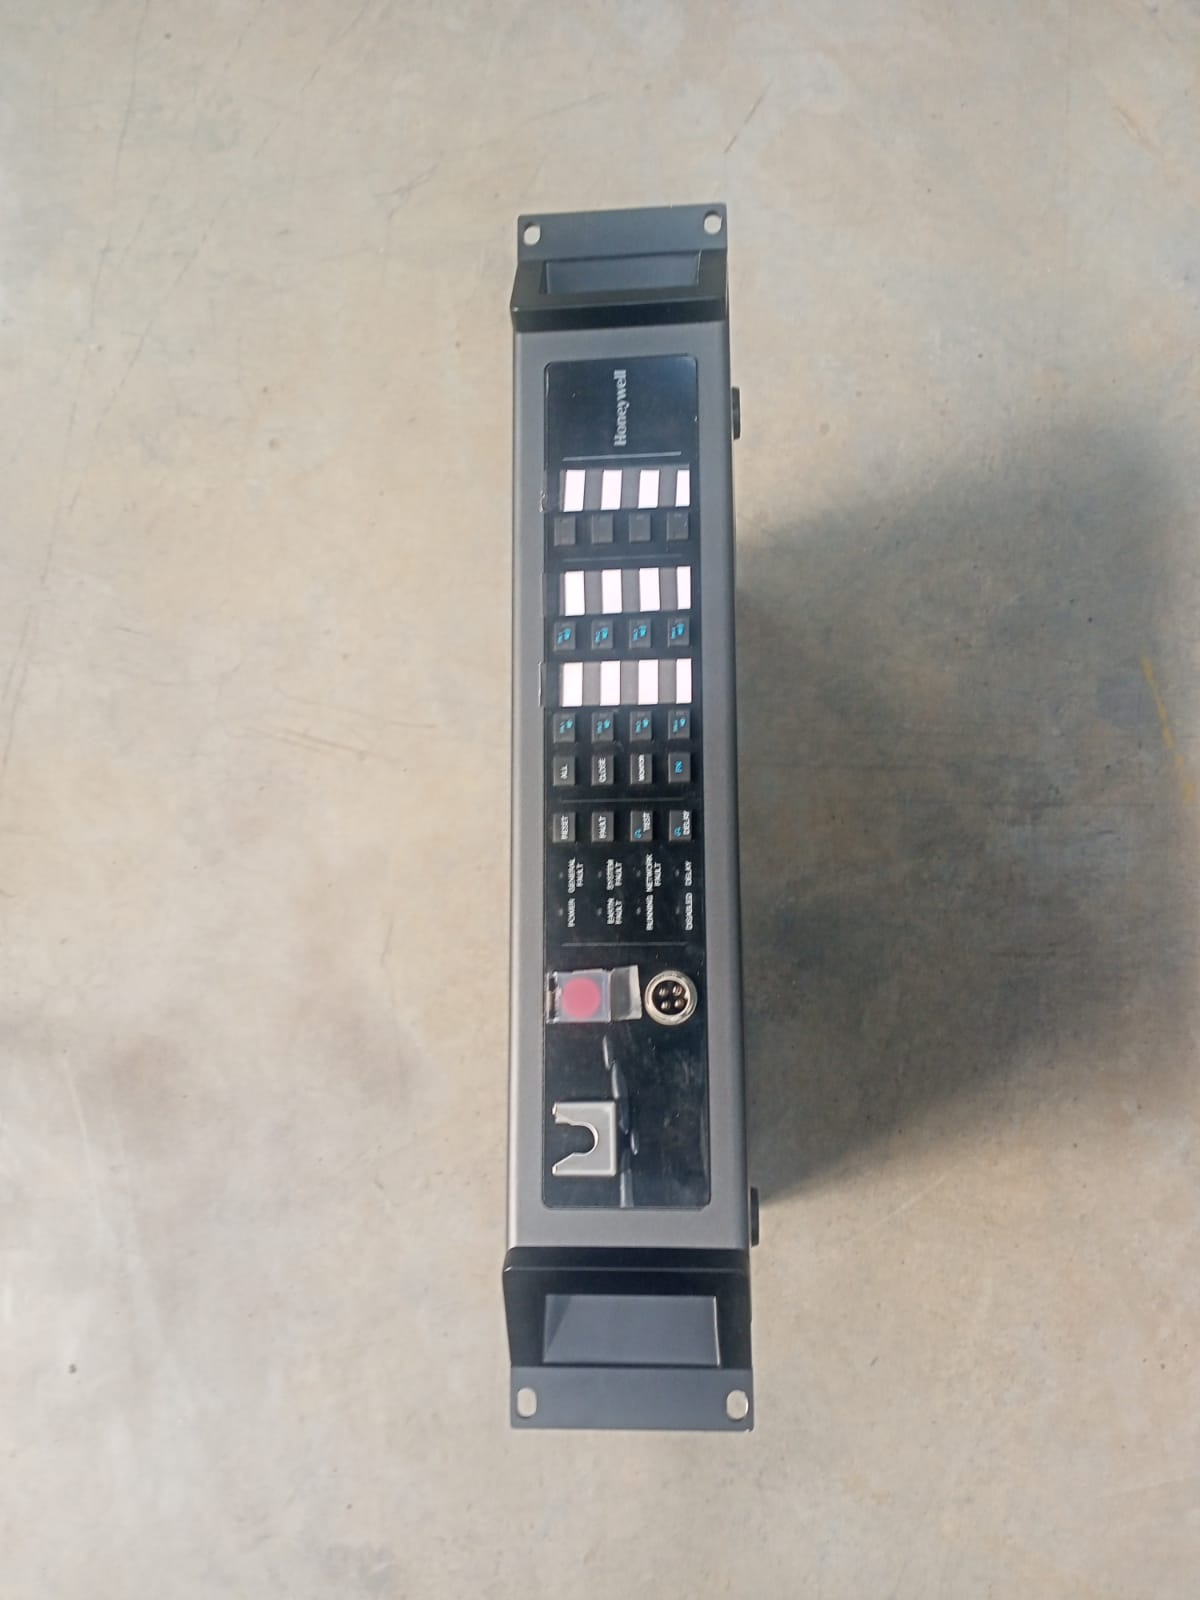 POWER
GENERAL
FAULT
RESET
ALL
EARTH
FAULT
SYSTEM
FAULT
FAULT
CLOSE
RUNNING
NETWORK
FAULT
TEST
MONITOR
DISABLED
DELAY
DELAY
FN
Honeywell